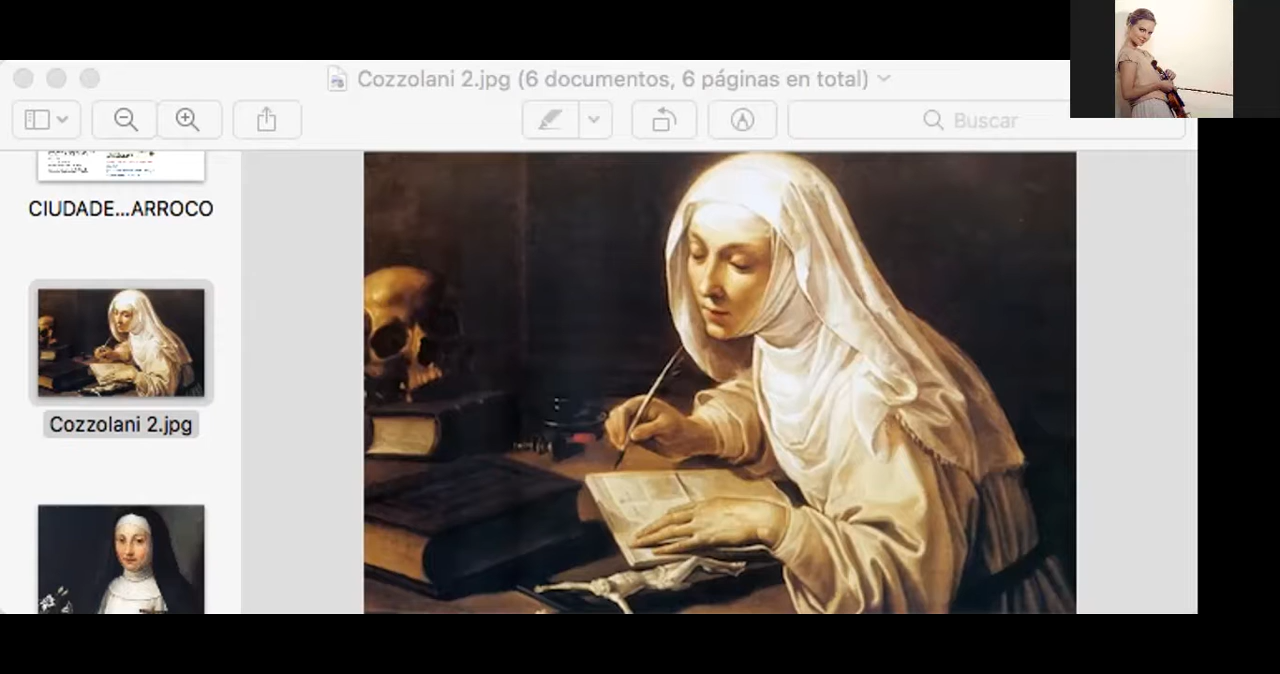 Cozzolani 2.jpg (6 documentos, 6 páginas en total)
Buscar
CIUDADE...ARROCO
Cozzolani 2.jpg